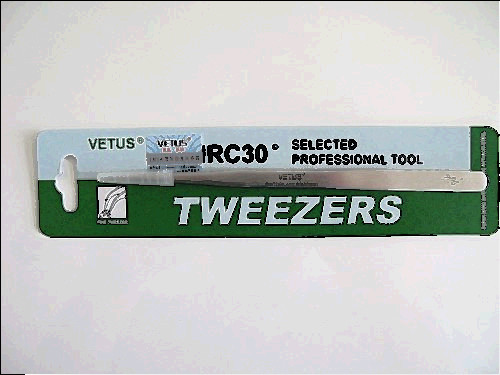 VETUS®
VETUS®
HRC30°
SELECTED
PROFESSIONAL TOOL
VETUS®
TWEEZERS